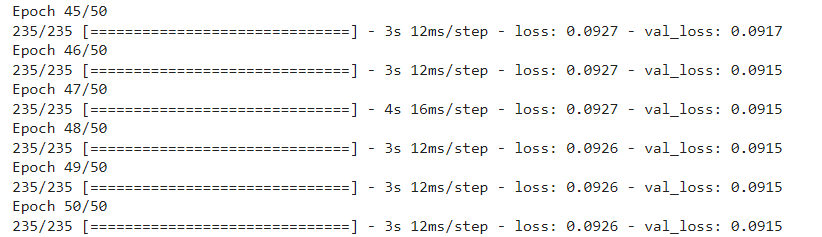 Epoch 45/50
235/235 [==============================] - 3s 12ms/step - loss: 0.0927 - val_loss: 0.0917
Epoch 46/50
235/235 [==============================] - 3s 12ms/step - loss: 0.0927 - val_loss: 0.0915
Epoch 47/50
235/235 [==============================] - 4s 16ms/step - loss: 0.0927 - val_loss: 0.0915
Epoch 48/50
235/235 [==============================] - 3s 12ms/step - loss: 0.0926 - val_loss: 0.0915
Epoch 49/50
235/235 [==============================] - 3s 12ms/step - loss: 0.0926 - val_loss: 0.0915
Epoch 50/50
235/235 [==============================] - 3s 12ms/step - loss: 0.0926 - val_loss: 0.0915